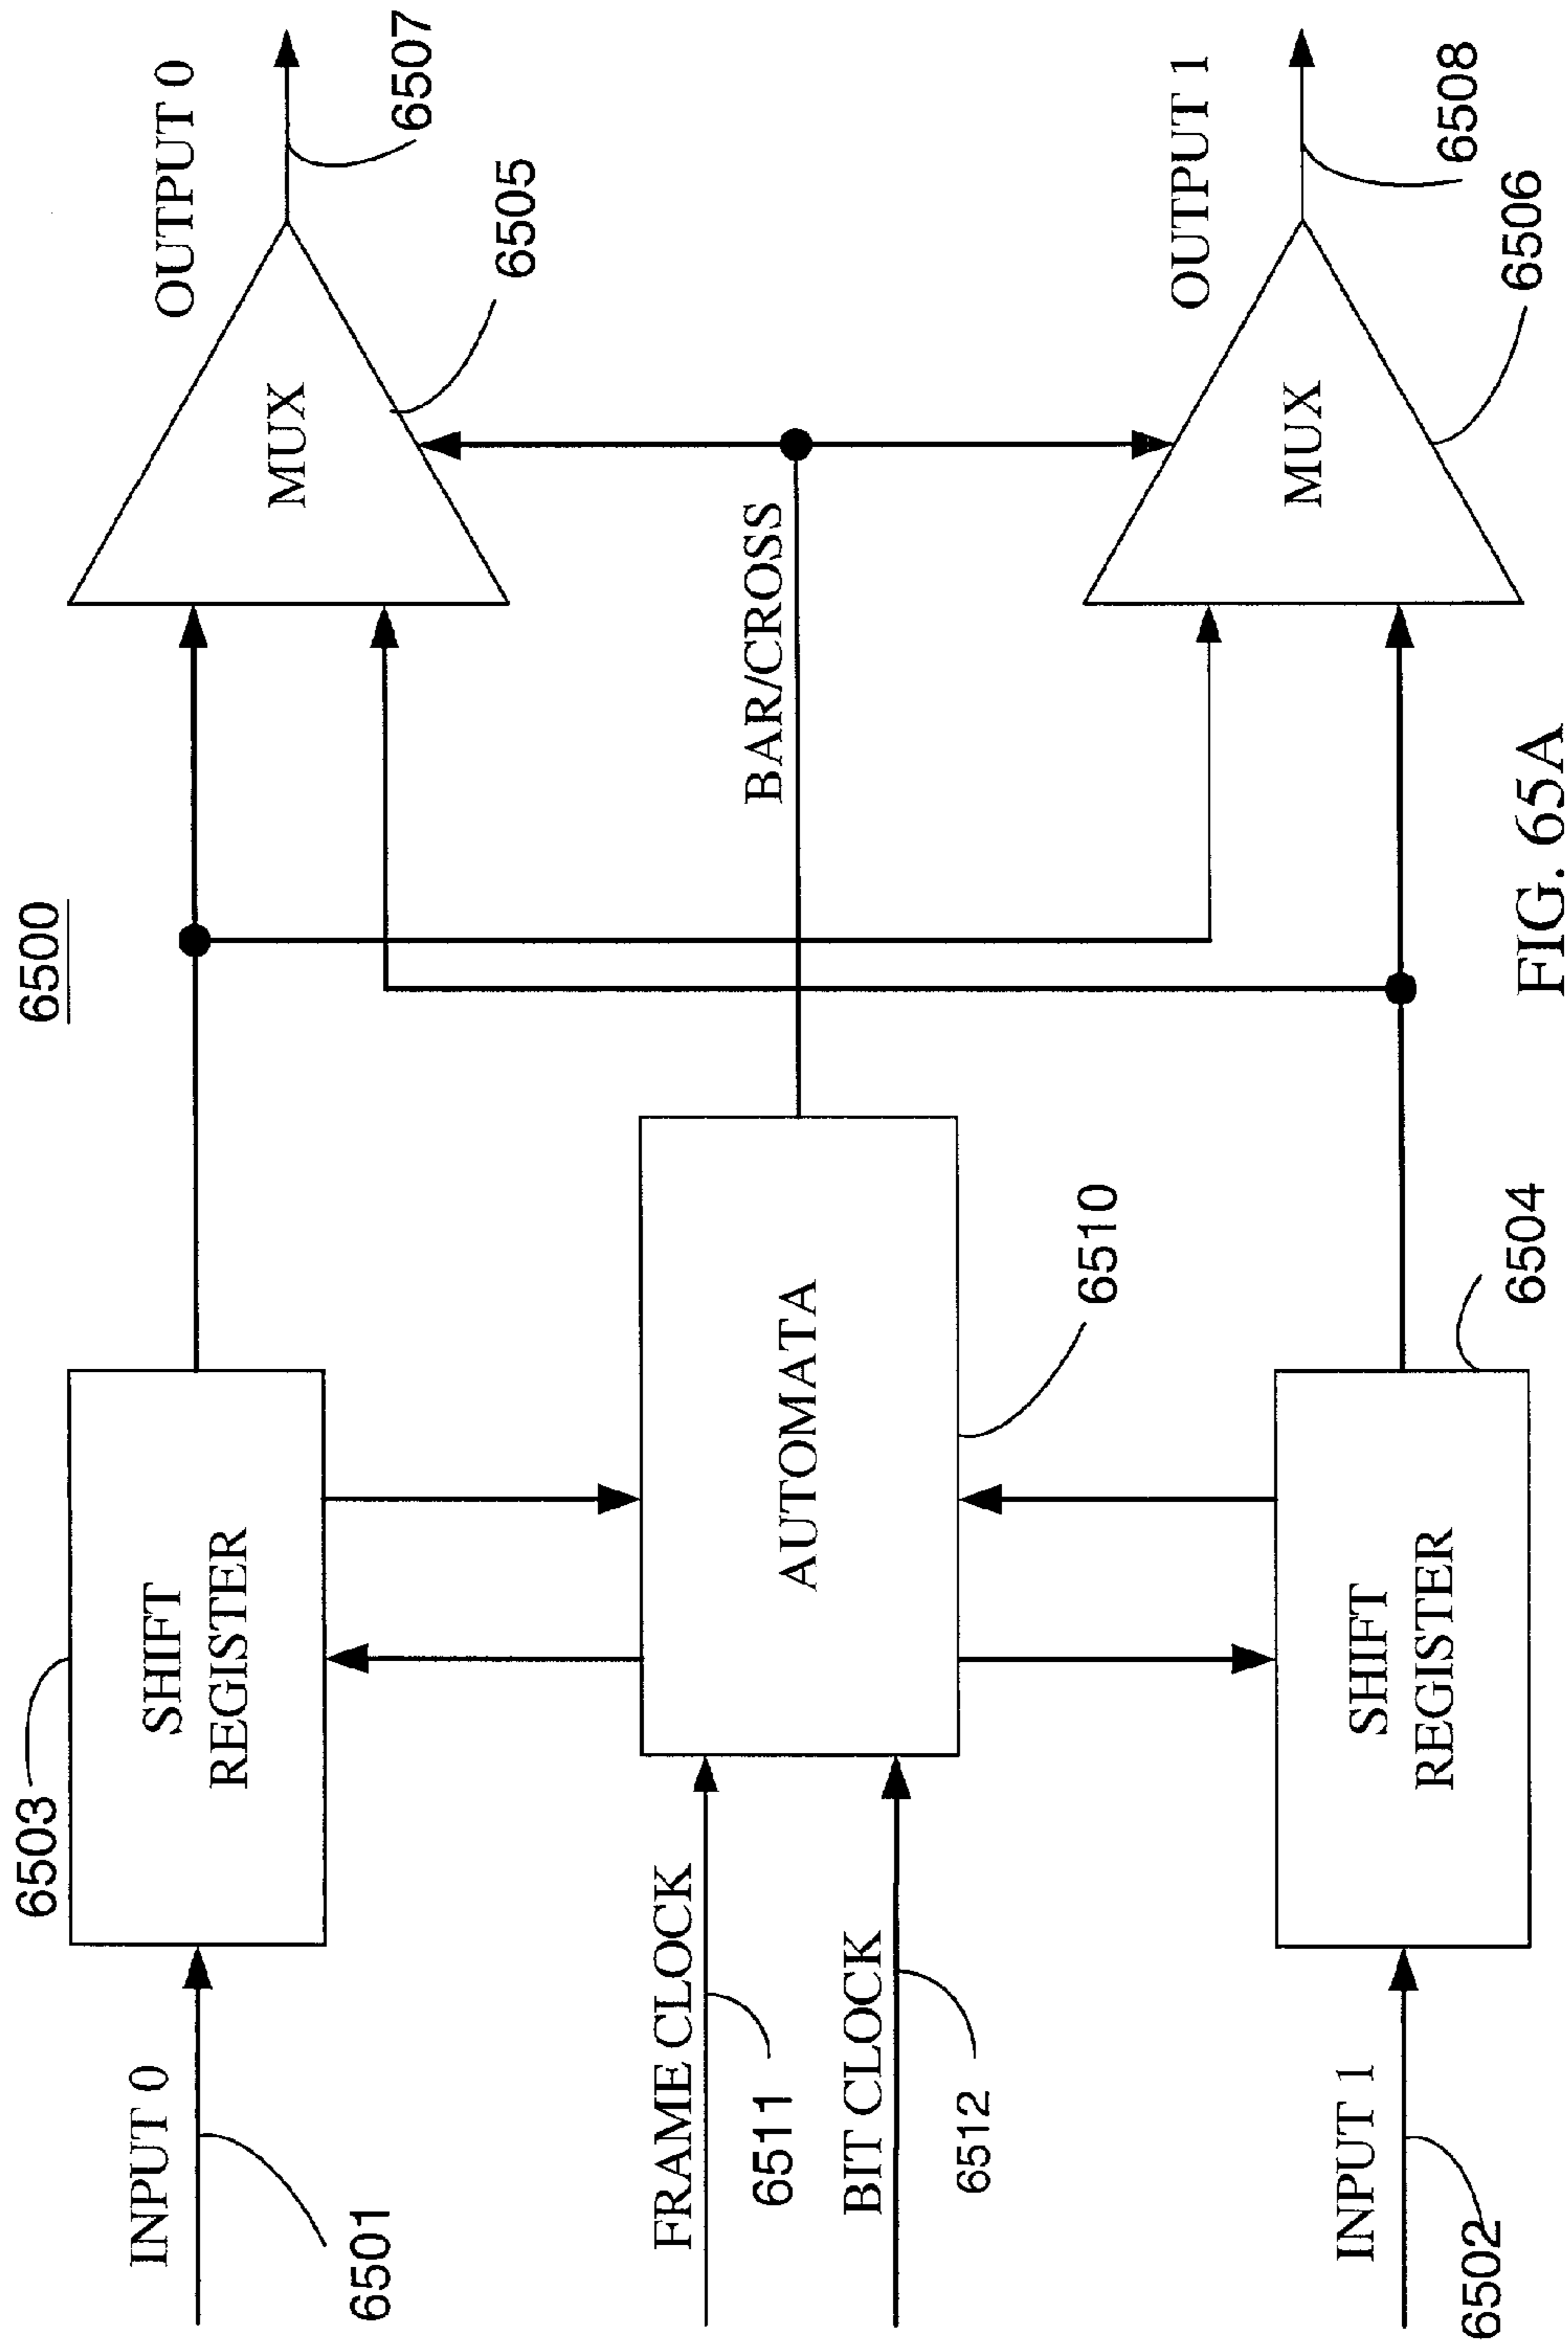 6500
INPUT 0
6501
6503
SHIFT
REGISTER
OUTPUT 0
6507
MUX
6505
FRAME CLOCK
6511
BIT CLOCK
6512
AUTOMATA
6510
BAR/CROSS
INPUT 1
6502
SHIFT
REGISTER
6504
OUTPUT 1
6508
MUX
6506
FIG. 65A